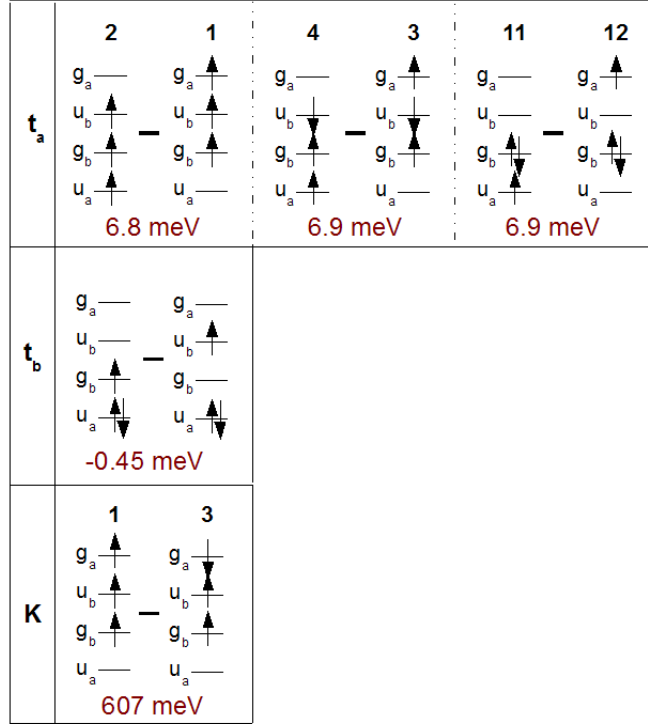 2 1 4 3 11 12
g_a g_a g_a g_a g_a g_a
u_b u_b u_b u_b u_b u_b
t_a
g_b g_b g_b g_b g_b g_b
u_a u_a u_a u_a u_a u_a
6.8 meV 6.9 meV 6.9 meV
g_a g_a
u_b u_b
t_b
g_b g_b
u_a u_a
-0.45 meV
1 3
g_a g_a
u_b u_b
K
g_b g_b
u_a u_a
607 meV